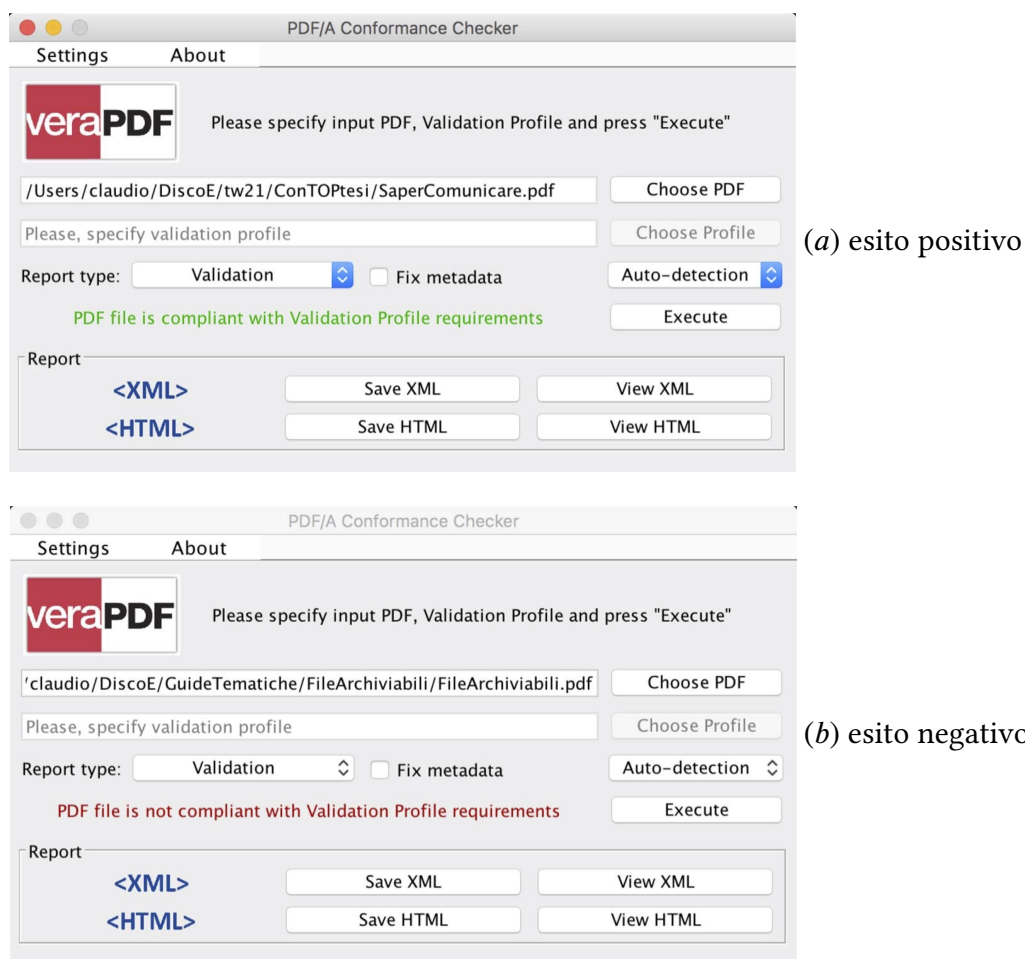 PDF/A Conformance Checker
Settings About
veraPDF
Please specify input PDF, Validation Profile and press "Execute"
/Users/claudio/DiscoE/tw21/ConTOPtesi/SaperComunicare.pdf Choose PDF
Please, specify validation profile Choose Profile
(a) esito positivo
Report type: Validation Fix metadata Auto-detection
PDF file is compliant with Validation Profile requirements Execute
Report
<XML> Save XML View XML
<HTML> Save HTML View HTML
PDF/A Conformance Checker
Settings About
veraPDF
Please specify input PDF, Validation Profile and press "Execute"
'claudio/DiscoE/GuideTematiche/FileArchiviabili/FileArchiviabili.pdf Choose PDF
Please, specify validation profile Choose Profile
(b) esito negativo
Report type: Validation Fix metadata Auto-detection
PDF file is not compliant with Validation Profile requirements Execute
Report
<XML> Save XML View XML
<HTML> Save HTML View HTML